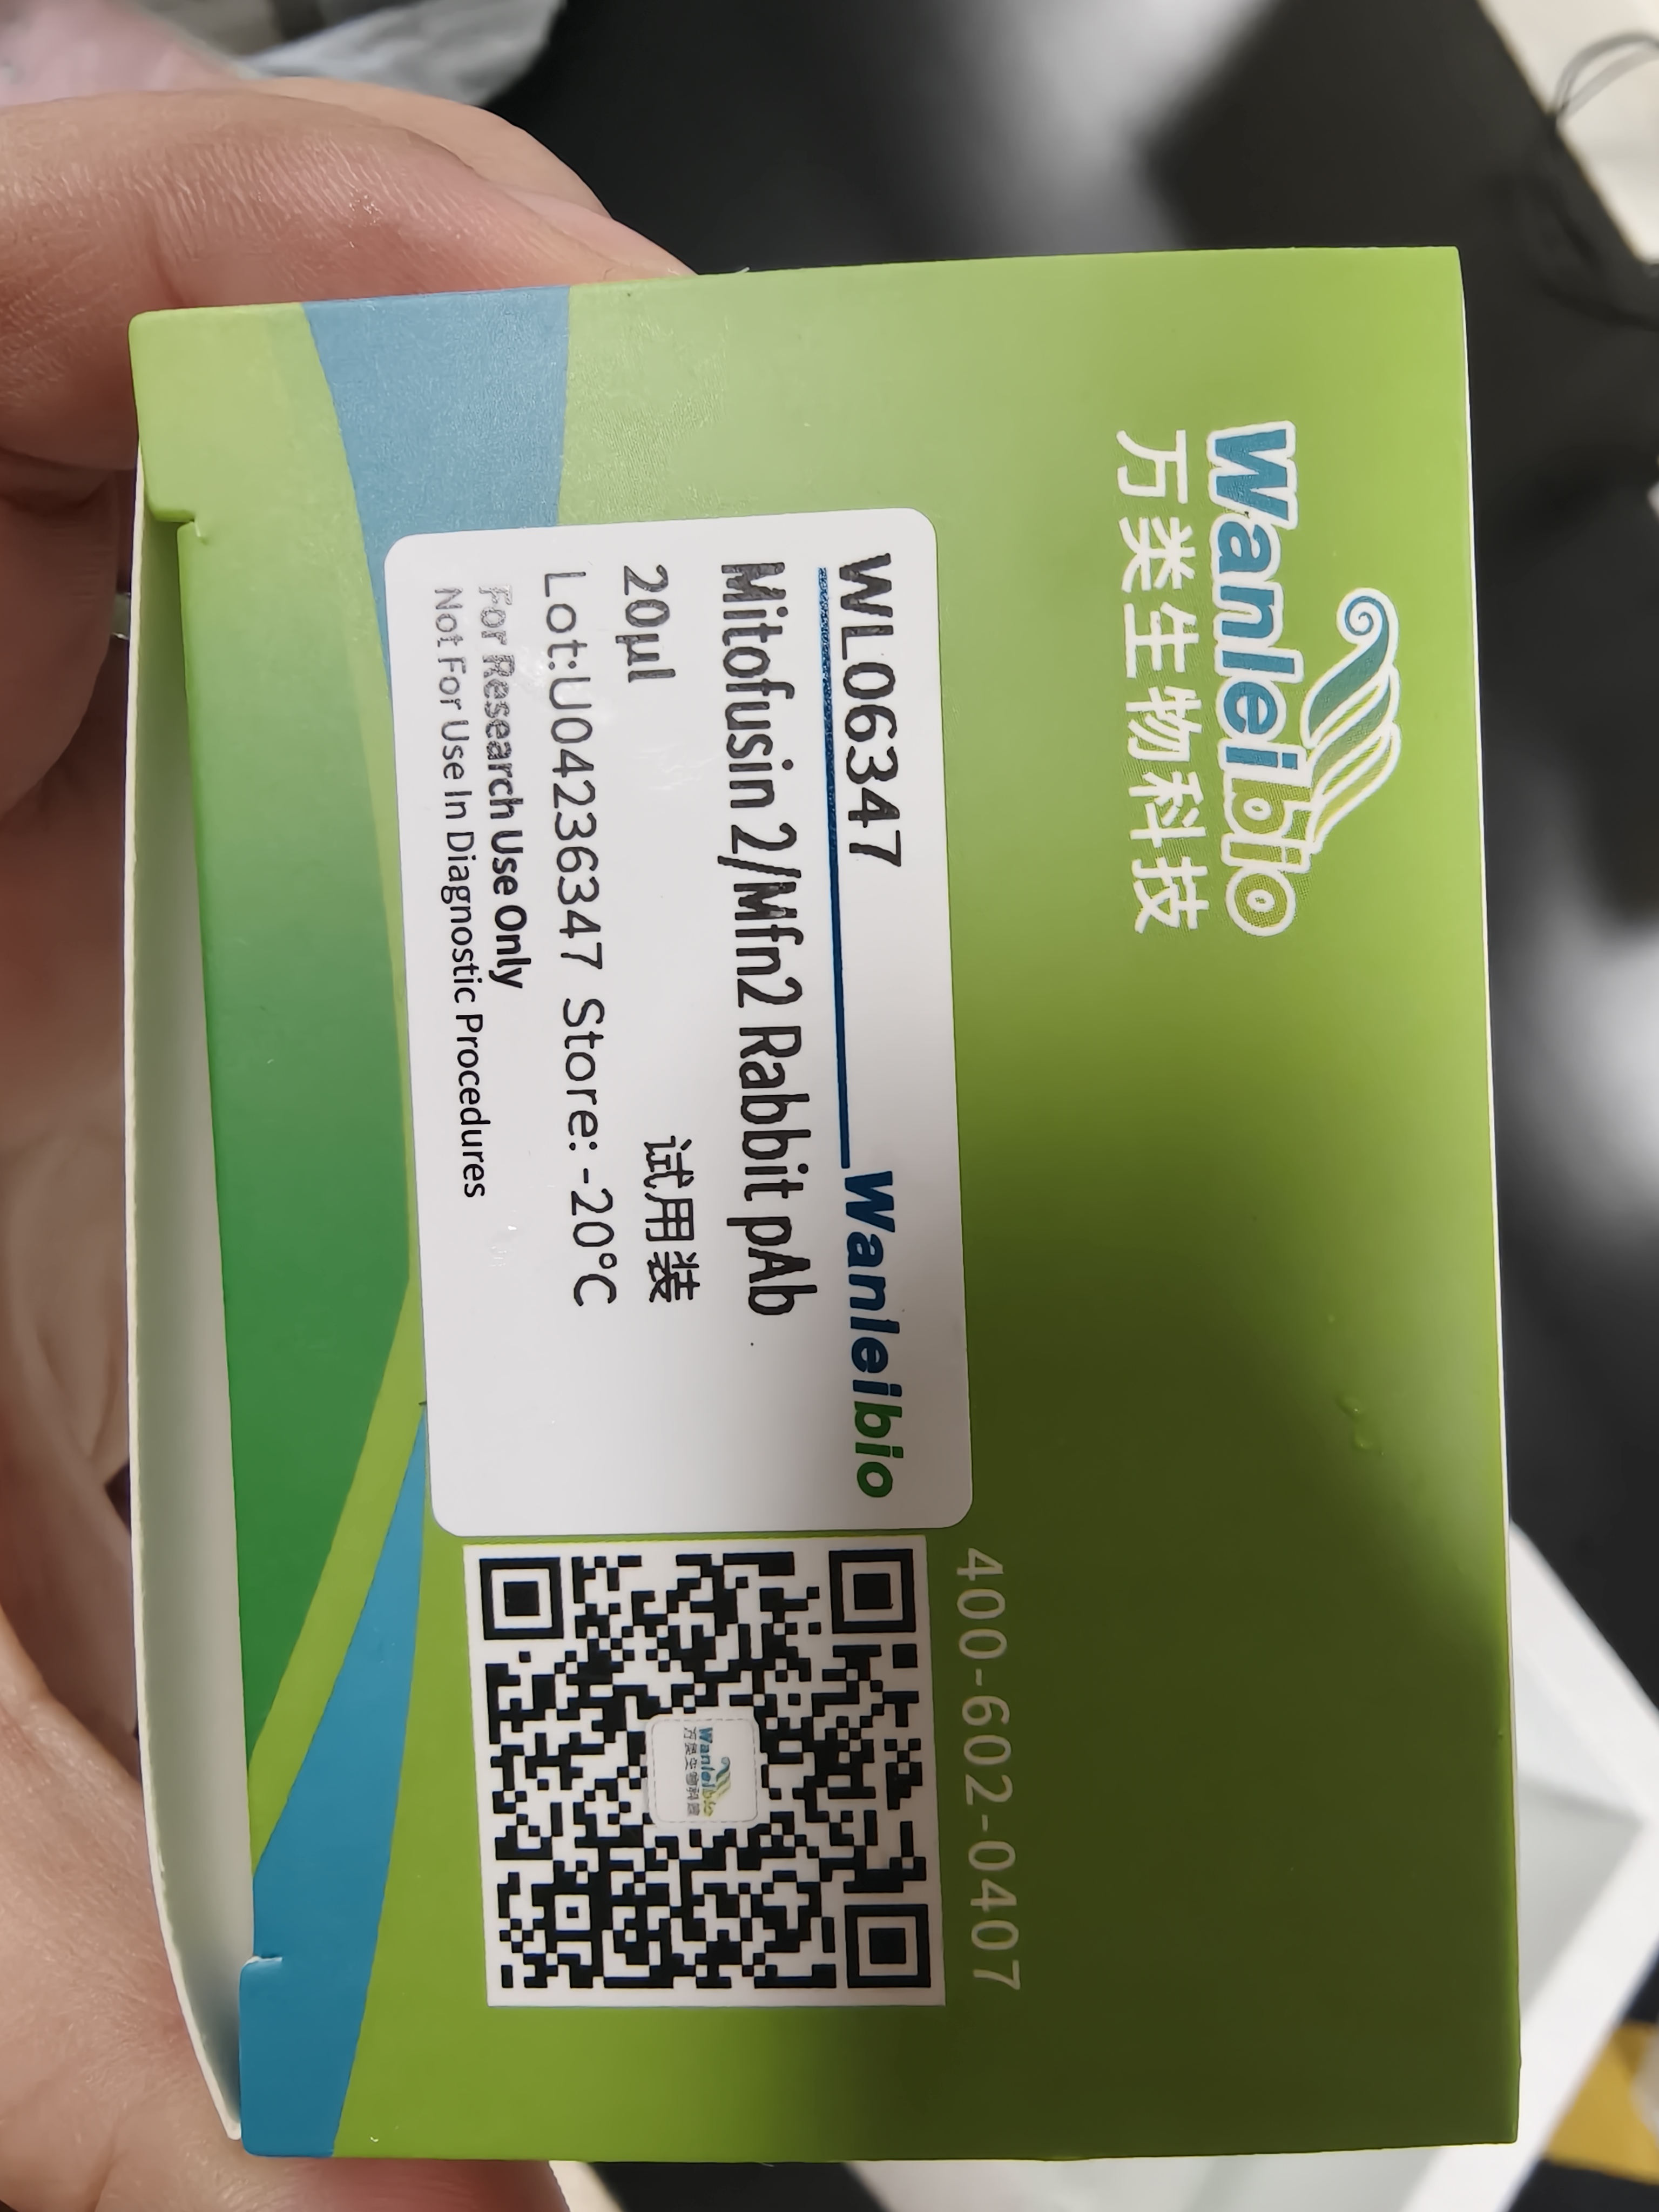 Wanleibio
万类生物科技
WL06347 Wanleibio
Mitofusin 2/Mfn2 Rabbit pAb
20μl 试用装
Lot:U04236347 Store: -20°C
For Research Use Only
Not For Use In Diagnostic Procedures
400-602-0407
Wanleibio